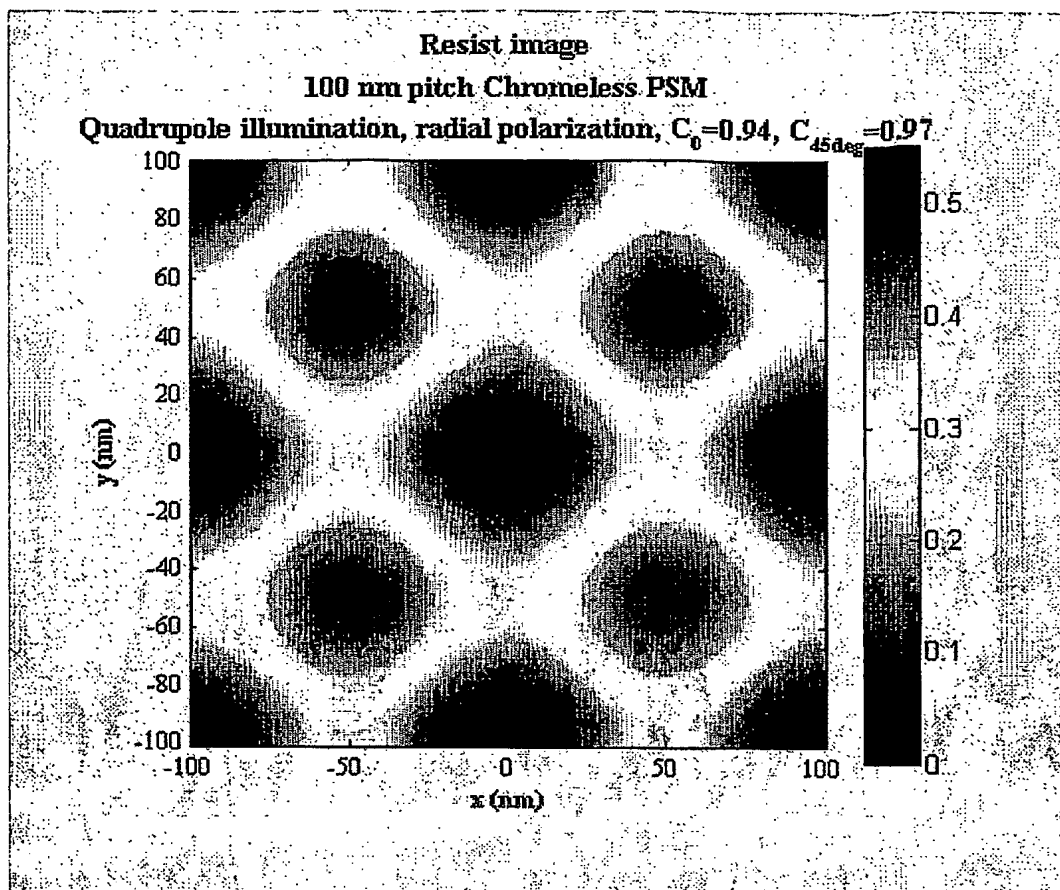 Resist image
100 nm pitch Chromeless PSM
Quadrupole illumination, radial polarization, C0=0.94, C45deg=0.97
100
80
60
40
20
0
-20
-40
-60
-80
-100
y (nm)
-100 -50 0 50 100
x (nm)
0.5
0.4
0.3
0.2
0.1
0